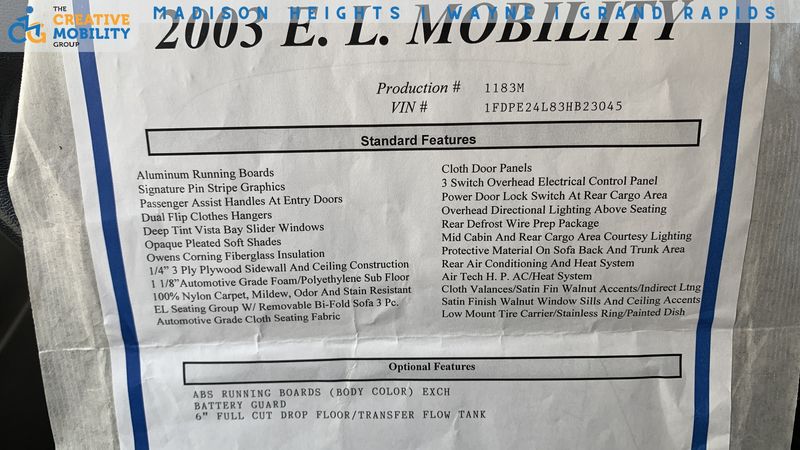 THE
CREATIVE
MOBILITY
GROUP
MADISON HEIGHTS WAYNE | GRAND RAPIDS
2003 E. L. MOBILITY
Production # 1183M
VIN # 1FDPE24L83HB23045
Standard Features
Aluminum Running Boards
Signature Pin Stripe Graphics
Passenger Assist Handles At Entry Doors
Dual Flip Clothes Hangers
Deep Tint Vista Bay Slider Windows
Opaque Pleated Soft Shades
Owens Corning Fiberglass Insulation
1/4" 3 Ply Plywood Sidewall And Ceiling Construction
1 1/8"Automotive Grade Foam/Polyethylene Sub Floor
100% Nylon Carpet, Mildew, Odor And Stain Resistant
EL Seating Group W/ Removable Bi-Fold Sofa 3 Pc.
Automotive Grade Cloth Seating Fabric
Cloth Door Panels
3 Switch Overhead Electrical Control Panel
Power Door Lock Switch At Rear Cargo Area
Overhead Directional Lighting Above Seating
Rear Defrost Wire Prep Package
Mid Cabin And Rear Cargo Area Courtesy Lighting
Protective Material On Sofa Back And Trunk Area
Rear Air Conditioning And Heat System
Air Tech H. P. AC/Heat System
Cloth Valances/Satin Fin Walnut Accents/Indirect Ltng
Satin Finish Walnut Window Sills And Ceiling Accents
Low Mount Tire Carrier/Stainless Ring/Painted Dish
Optional Features
ABS RUNNING BOARDS (BODY COLOR) EXCH
BATTERY GUARD
6" FULL CUT DROP FLOOR/TRANSFER FLOW TANK